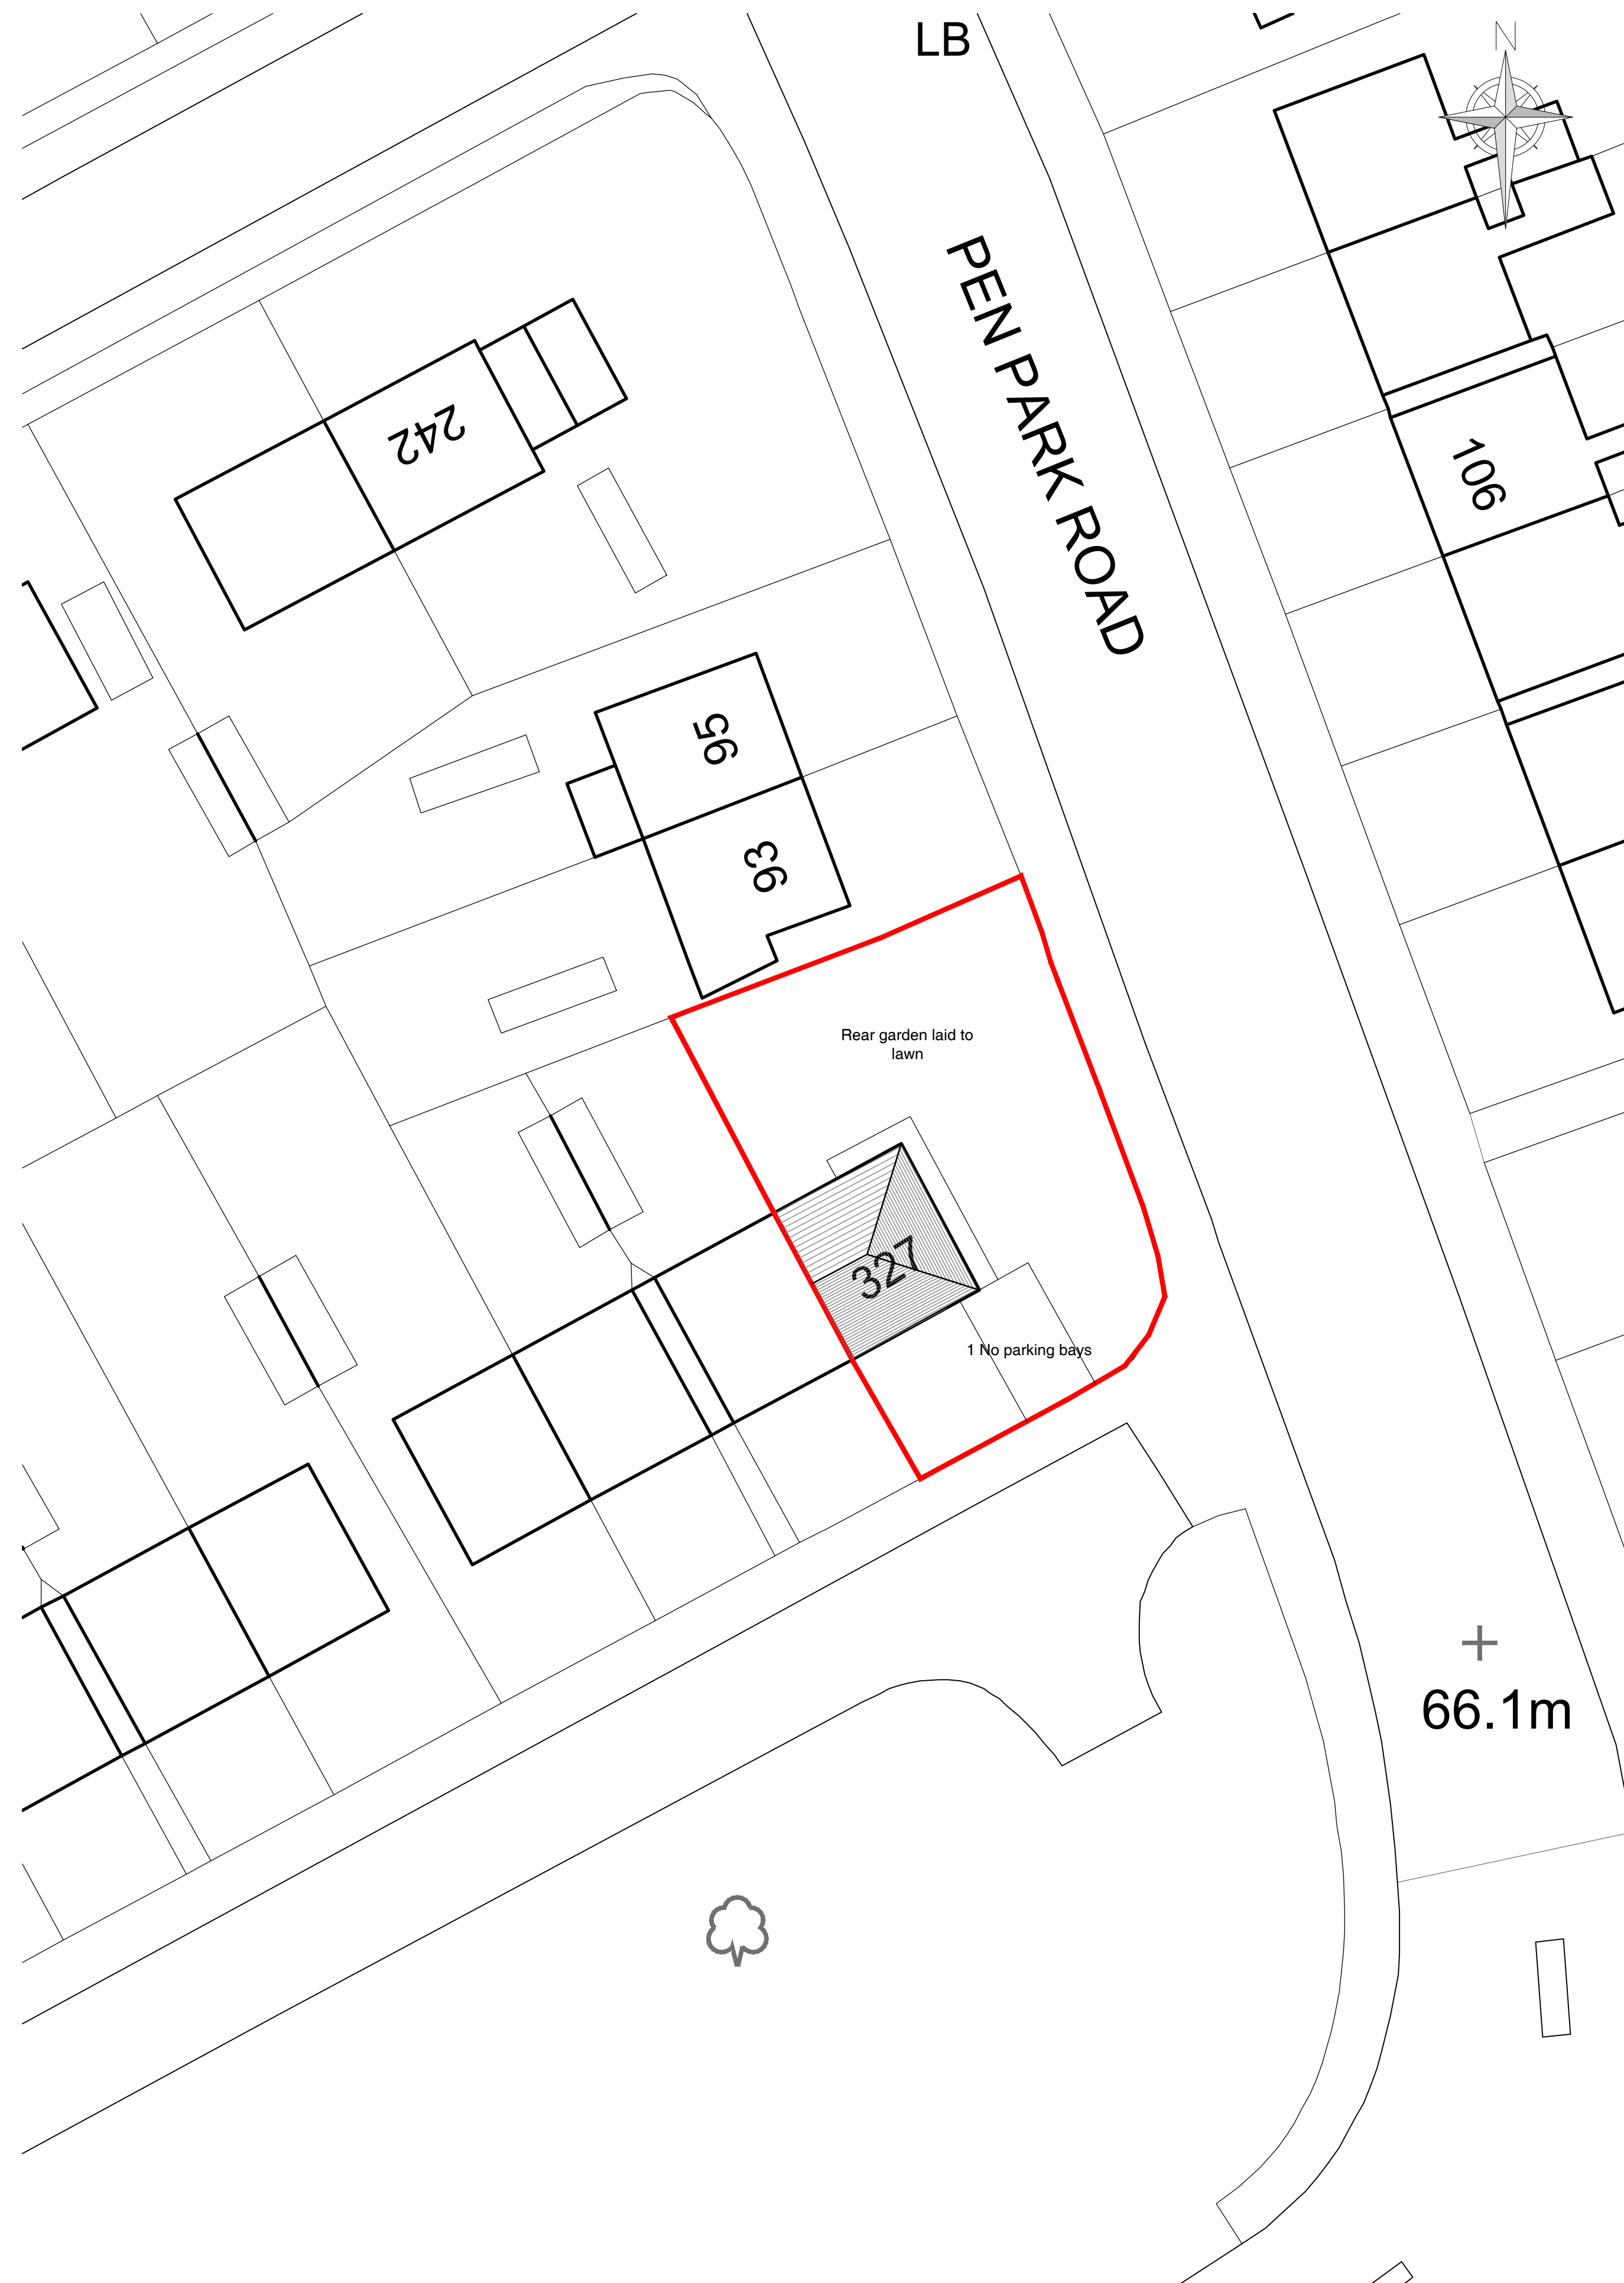 LB
N
PEN PARK ROAD
242
106
95
93
Rear garden laid to
lawn
327
1 No parking bays
66.1m